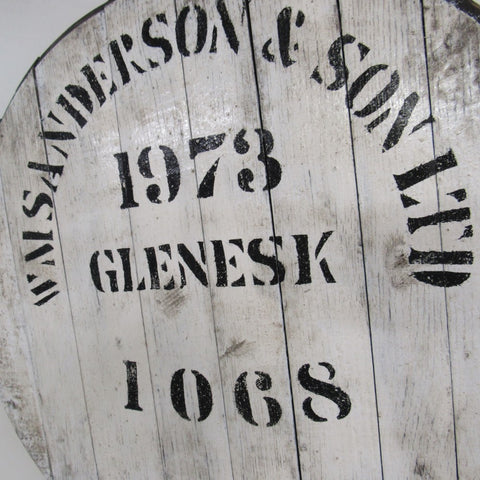 WM SANDERSON & SON LTD
1973
GLENESK
1068